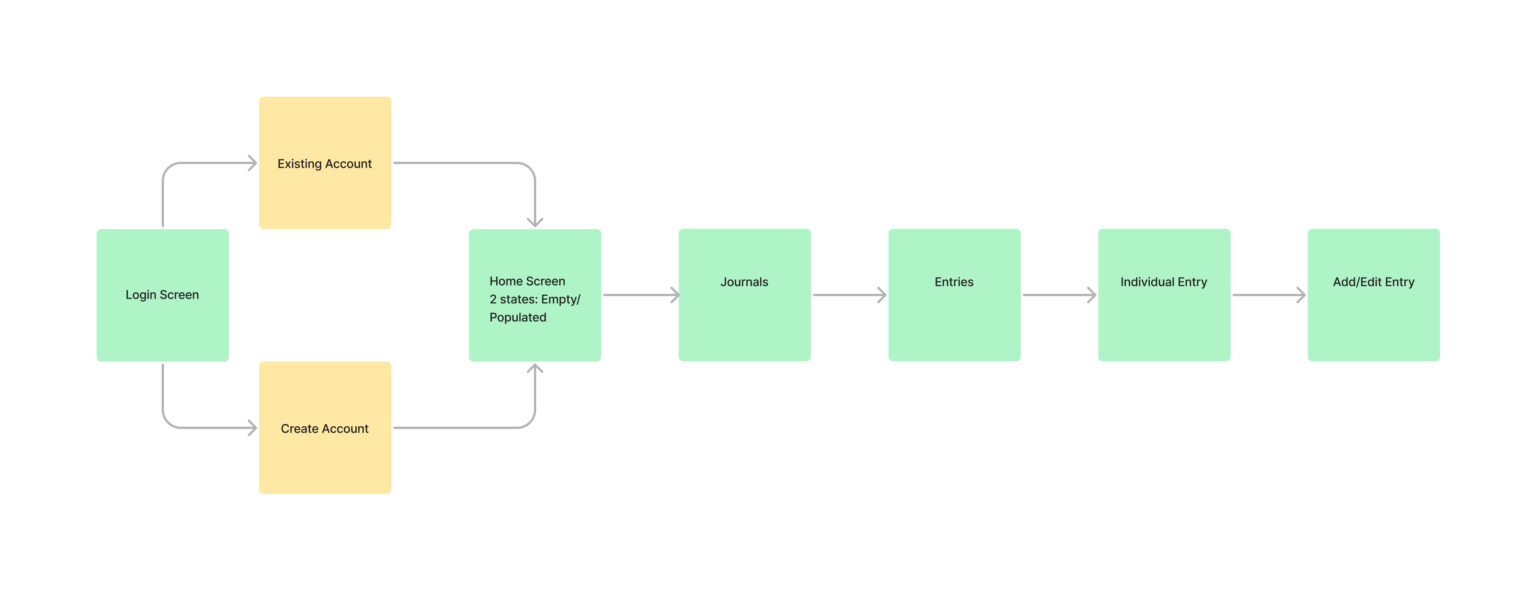 Existing Account
Login Screen
Home Screen
2 states: Empty/
Populated
Journals
Entries
Individual Entry
Add/Edit Entry
Create Account